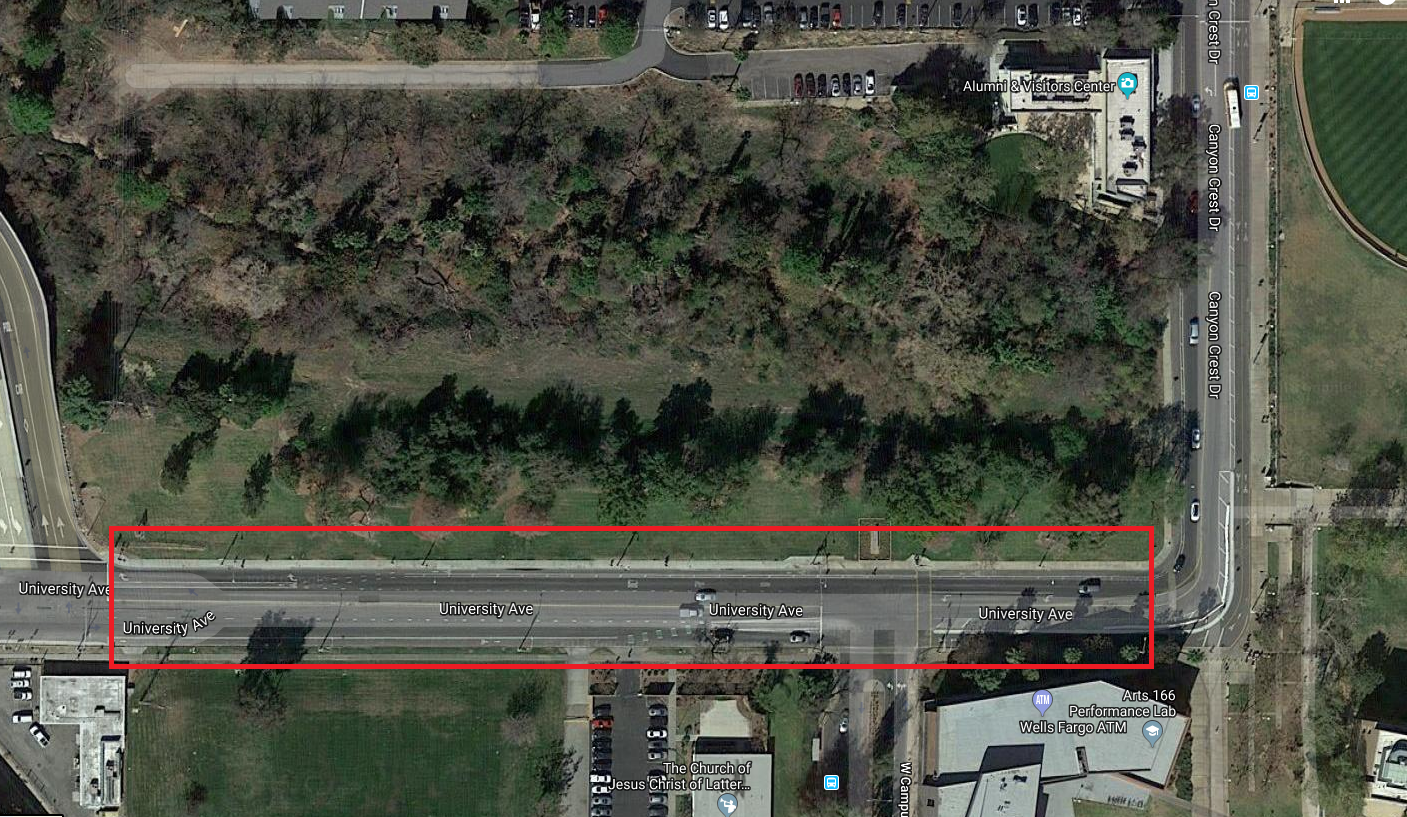 n Crest Dr
Alumni & Visitors Center
Canyon Crest Dr
Canyon Crest Dr
University Ave
University Ave
University Ave
University Ave
University Ave
Arts 166
Performance Lab
ATM
Wells Fargo ATM
The Church of
Jesus Christ of Latter...
W Campu